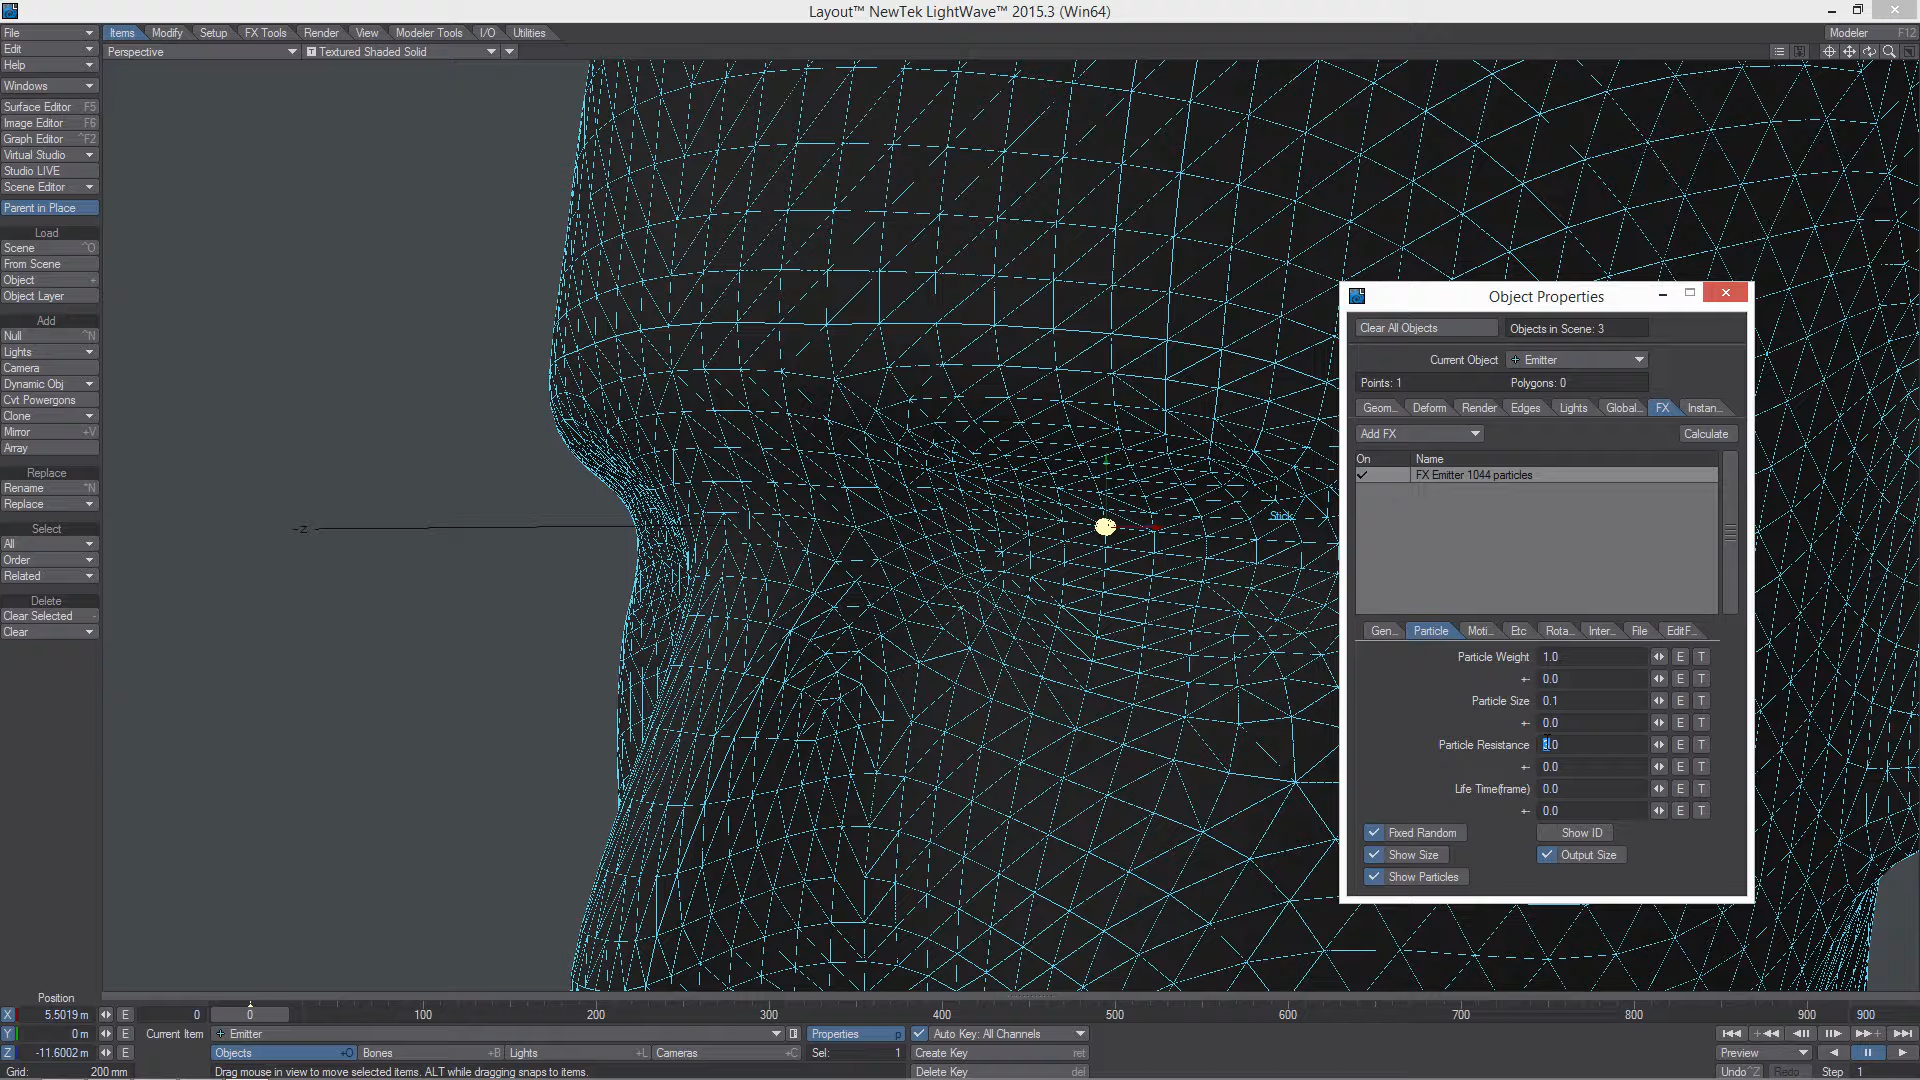 Layout™ NewTek LightWave™ 2015.3 (Win64)
File Items Modify Setup FX Tools Render View Modeler Tools I/O Utilities Modeler F12
Edit Perspective T Textured Shaded Solid
Help
Windows
Surface Editor F5
Image Editor F6
Graph Editor ^F2
Virtual Studio
Studio LIVE
Scene Editor
Parent in Place
Load
Scene ^O
From Scene
Object +
Object Layer
Add
Null ^N
Lights
Camera
Dynamic Obj
Cvt Powergons
Clone
Mirror +V
Array
Replace
Rename ^N
Replace
Select
All
Order
Related
Delete
Clear Selected -
Clear
-Z
Stick
Object Properties
Clear All Objects Objects in Scene: 3
Current Object + Emitter
Points: 1 Polygons: 0
Geom... Deform Render Edges Lights Global... FX Instan...
Add FX Calculate
On Name
FX Emitter 1044 particles
Gen... Particle Moti... Etc Rota... Inter... File EditF...
Particle Weight 1.0 E T
+- 0.0 E T
Particle Size 0.1 E T
+- 0.0 E T
Particle Resistance .0 E T
+- 0.0 E T
Life Time(frame) 0.0 E T
+- 0.0 E T
Fixed Random Show ID
Show Size Output Size
Show Particles
Position
X 5.5019 m E 0 0 100 200 300 400 500 600 700 800 900 900
Y 0 m E Current Item + Emitter Properties p Auto Key: All Channels
Z -11.6002 m E Objects +O Bones +B Lights +L Cameras +C Sel: 1 Create Key ret Preview
Grid: 200 mm Drag mouse in view to move selected items. ALT while dragging snaps to items. Delete Key del Undo ^Z Redo Step 1